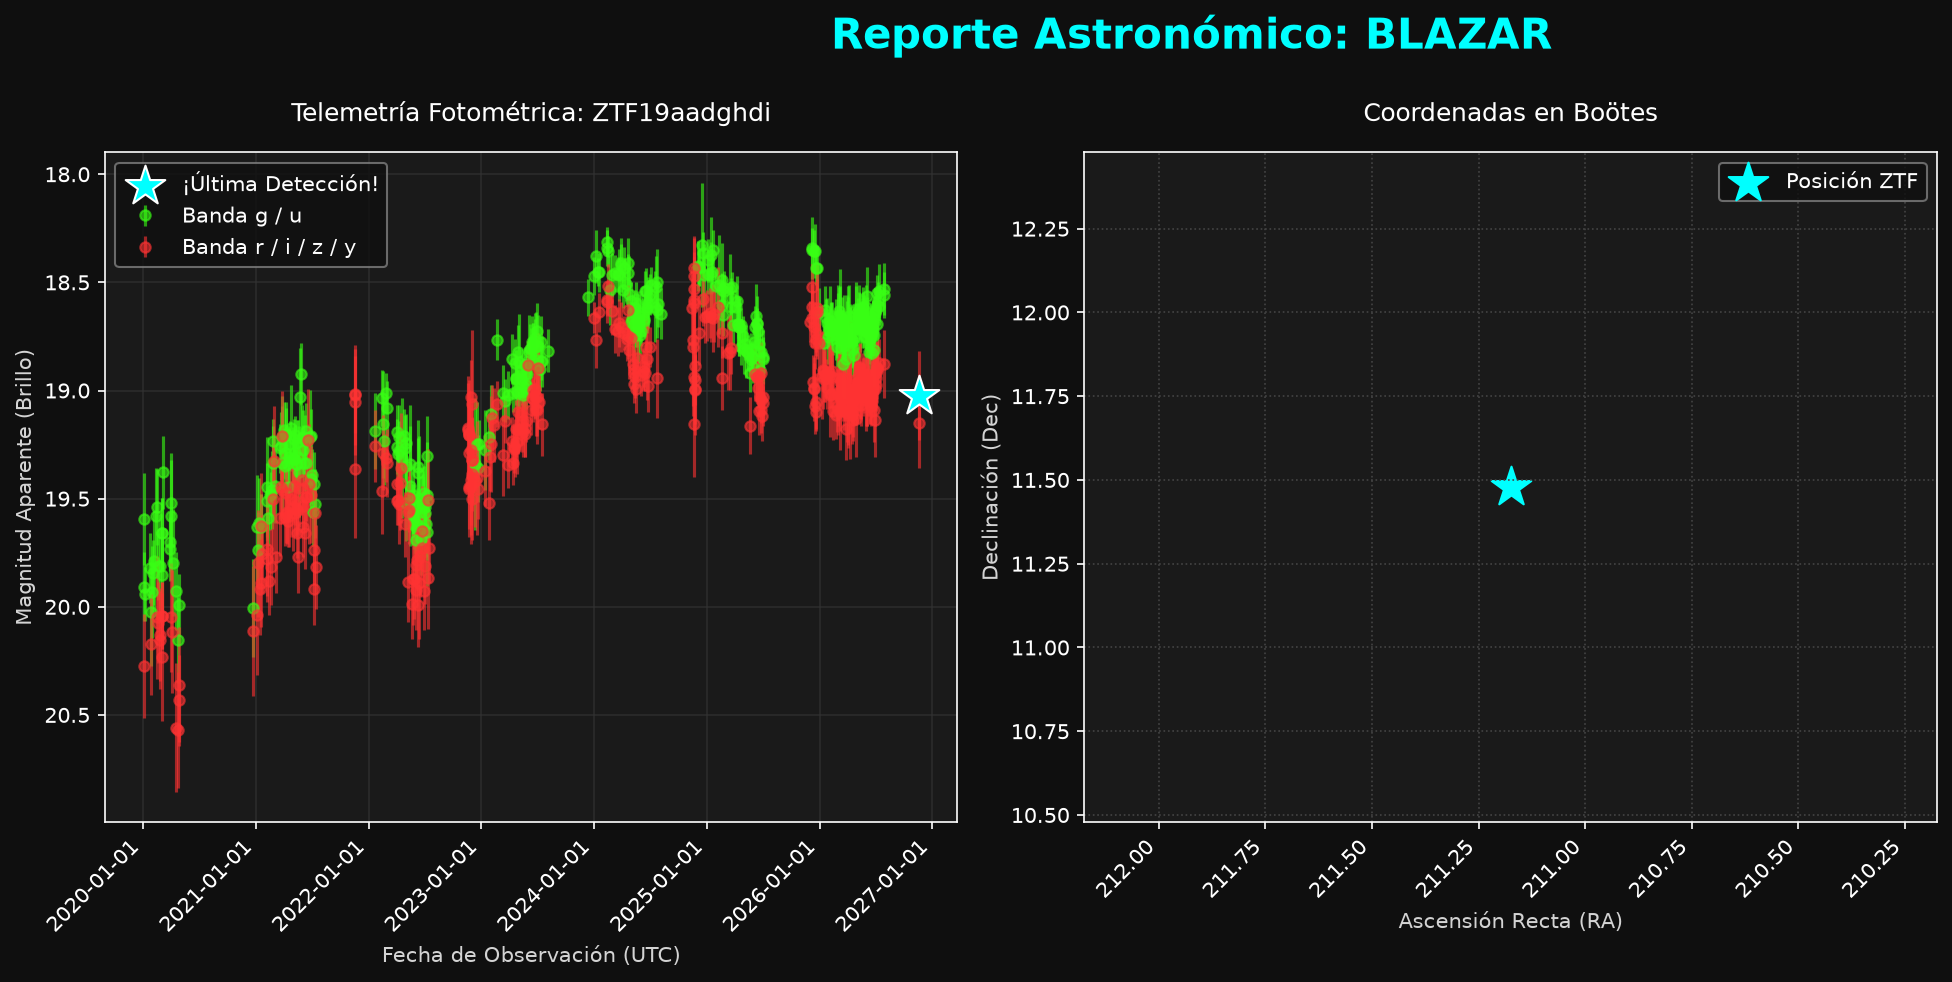 Reporte Astronómico: BLAZAR
Telemetría Fotométrica: ZTF19aadghdi
¡Última Detección!
Banda g / u
Banda r / i / z / y
Magnitud Aparente (Brillo)
18.0
18.5
19.0
19.5
20.0
20.5
2020-01-01
2021-01-01
2022-01-01
2023-01-01
2024-01-01
2025-01-01
2026-01-01
2027-01-01
Fecha de Observación (UTC)
Coordenadas en Boötes
Posición ZTF
Declinación (Dec)
12.25
12.00
11.75
11.50
11.25
11.00
10.75
10.50
212.00
211.75
211.50
211.25
211.00
210.75
210.50
210.25
Ascensión Recta (RA)